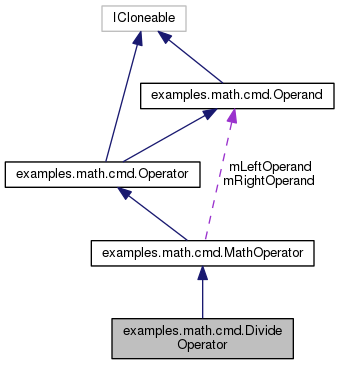 ICloneable
examples.math.cmd.Operand
examples.math.cmd.Operator
mLeftOperand
mRightOperand
examples.math.cmd.MathOperator
examples.math.cmd.Divide
Operator